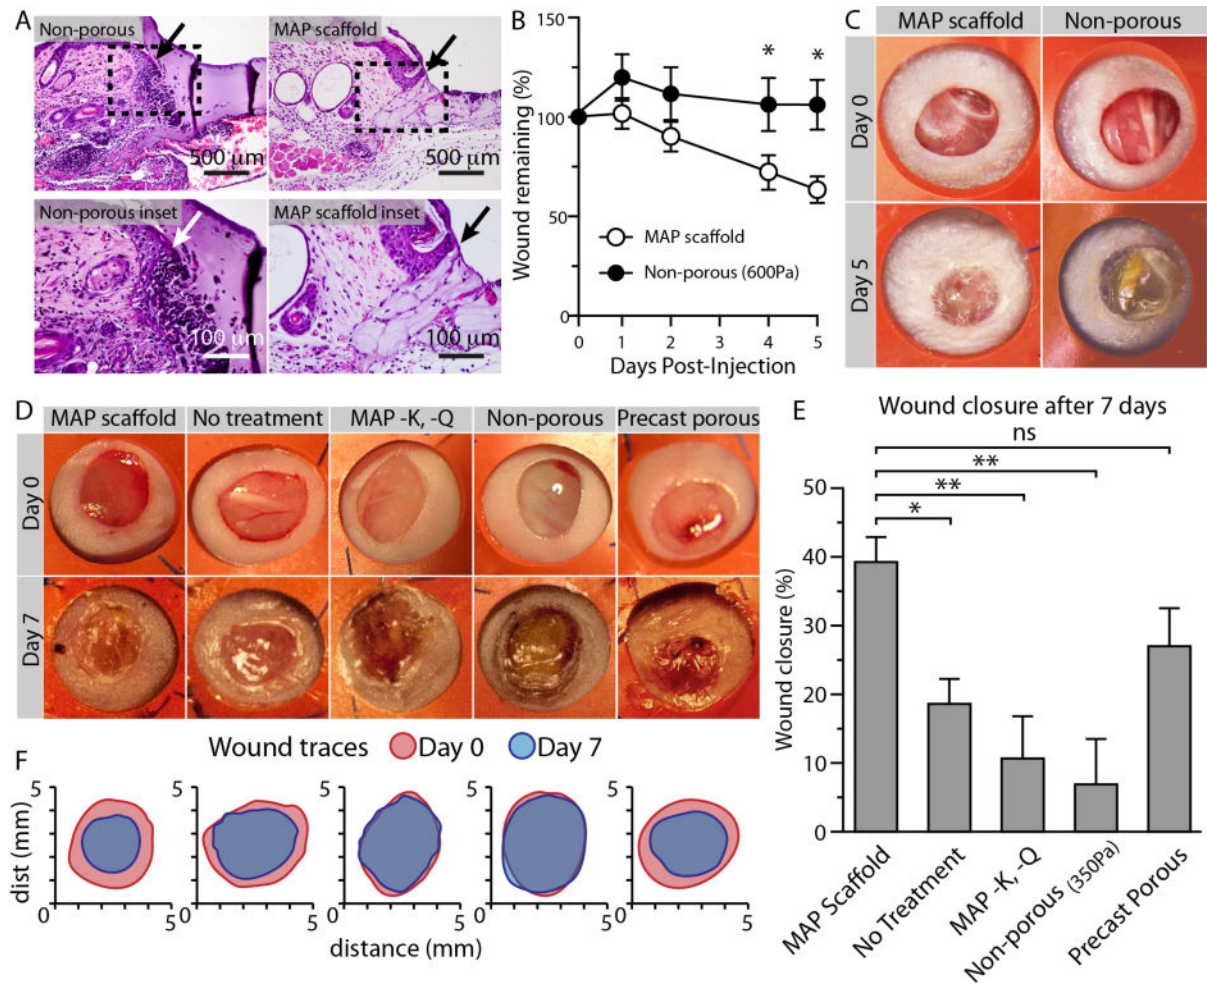 A
Non-porous
MAP scaffold
500 μm
500 μm
Non-porous inset
MAP scaffold inset
100 μm
100 μm
B
Wound remaining (%)
150
100
50
0
MAP scaffold
Non-porous (600Pa)
*
*
0 1 2 3 4 5
Days Post-Injection
C
MAP scaffold
Non-porous
Day 0
Day 5
D
MAP scaffold
No treatment
MAP -K, -Q
Non-porous
Precast porous
Day 0
Day 7
E
Wound closure after 7 days
ns
**
**
*
Wound closure (%)
50
40
30
20
10
0
MAP Scaffold
No Treatment
MAP -K, -Q
Non-porous (350Pa)
Precast Porous
F
Wound traces
Day 0
Day 7
dist (mm)
5
0
5
5
0
5
5
0
5
5
0
5
5
0
5
distance (mm)